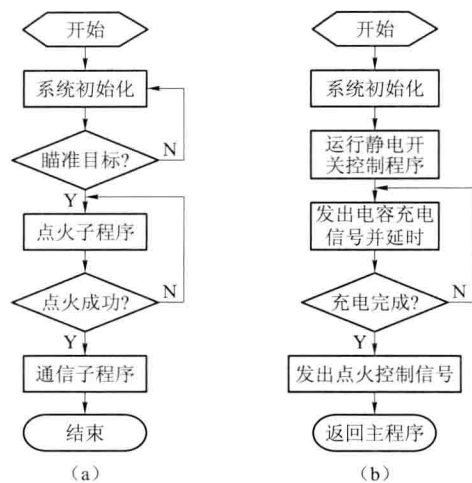 开始
系统初始化
瞄准目标?
N
Y
点火子程序
点火成功?
N
Y
通信子程序
结束
(a)
开始
系统初始化
运行静电开
关控制程序
发出电容充电
信号并延时
充电完成?
N
Y
发出点火控制信号
返回主程序
(b)